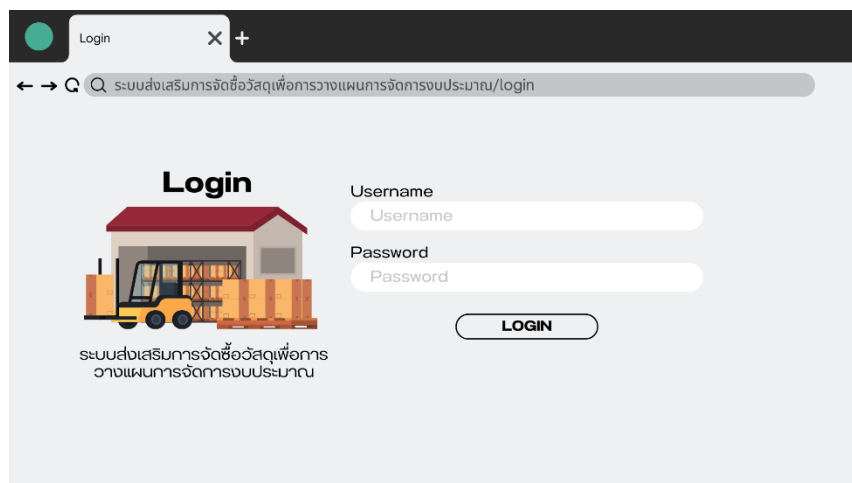 Login
ระบบส่งเสริมการจัดซื้อวัสดุเพื่อการวางแผนการจัดการงบประมาณ/login
Login
ระบบส่งเสริมการจัดซื้อวัสดุเพื่อการ
วางแผนการจัดการงบประมาณ
Username
Username
Password
Password
LOGIN